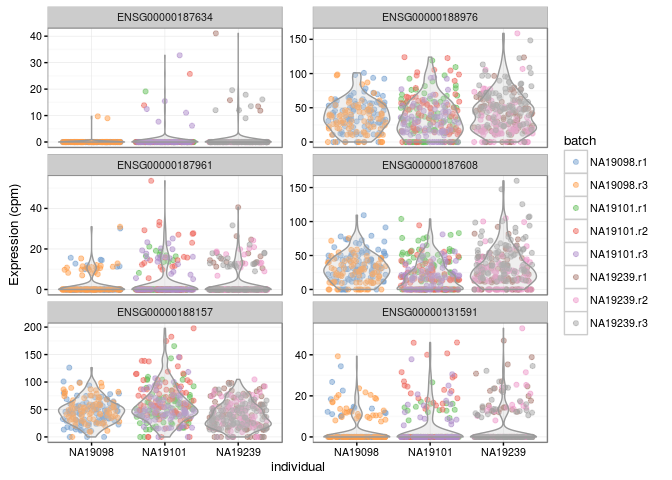 ENSG00000187634
ENSG00000188976
40
30
20
10
0
150
100
50
0
ENSG00000187961
ENSG00000187608
40
20
0
150
100
50
0
ENSG00000188157
ENSG00000131591
200
150
100
50
0
40
20
0
NA19098
NA19101
NA19239
NA19098
NA19101
NA19239
individual
Expression (cpm)
batch
NA19098.r1
NA19098.r3
NA19101.r1
NA19101.r2
NA19101.r3
NA19239.r1
NA19239.r2
NA19239.r3